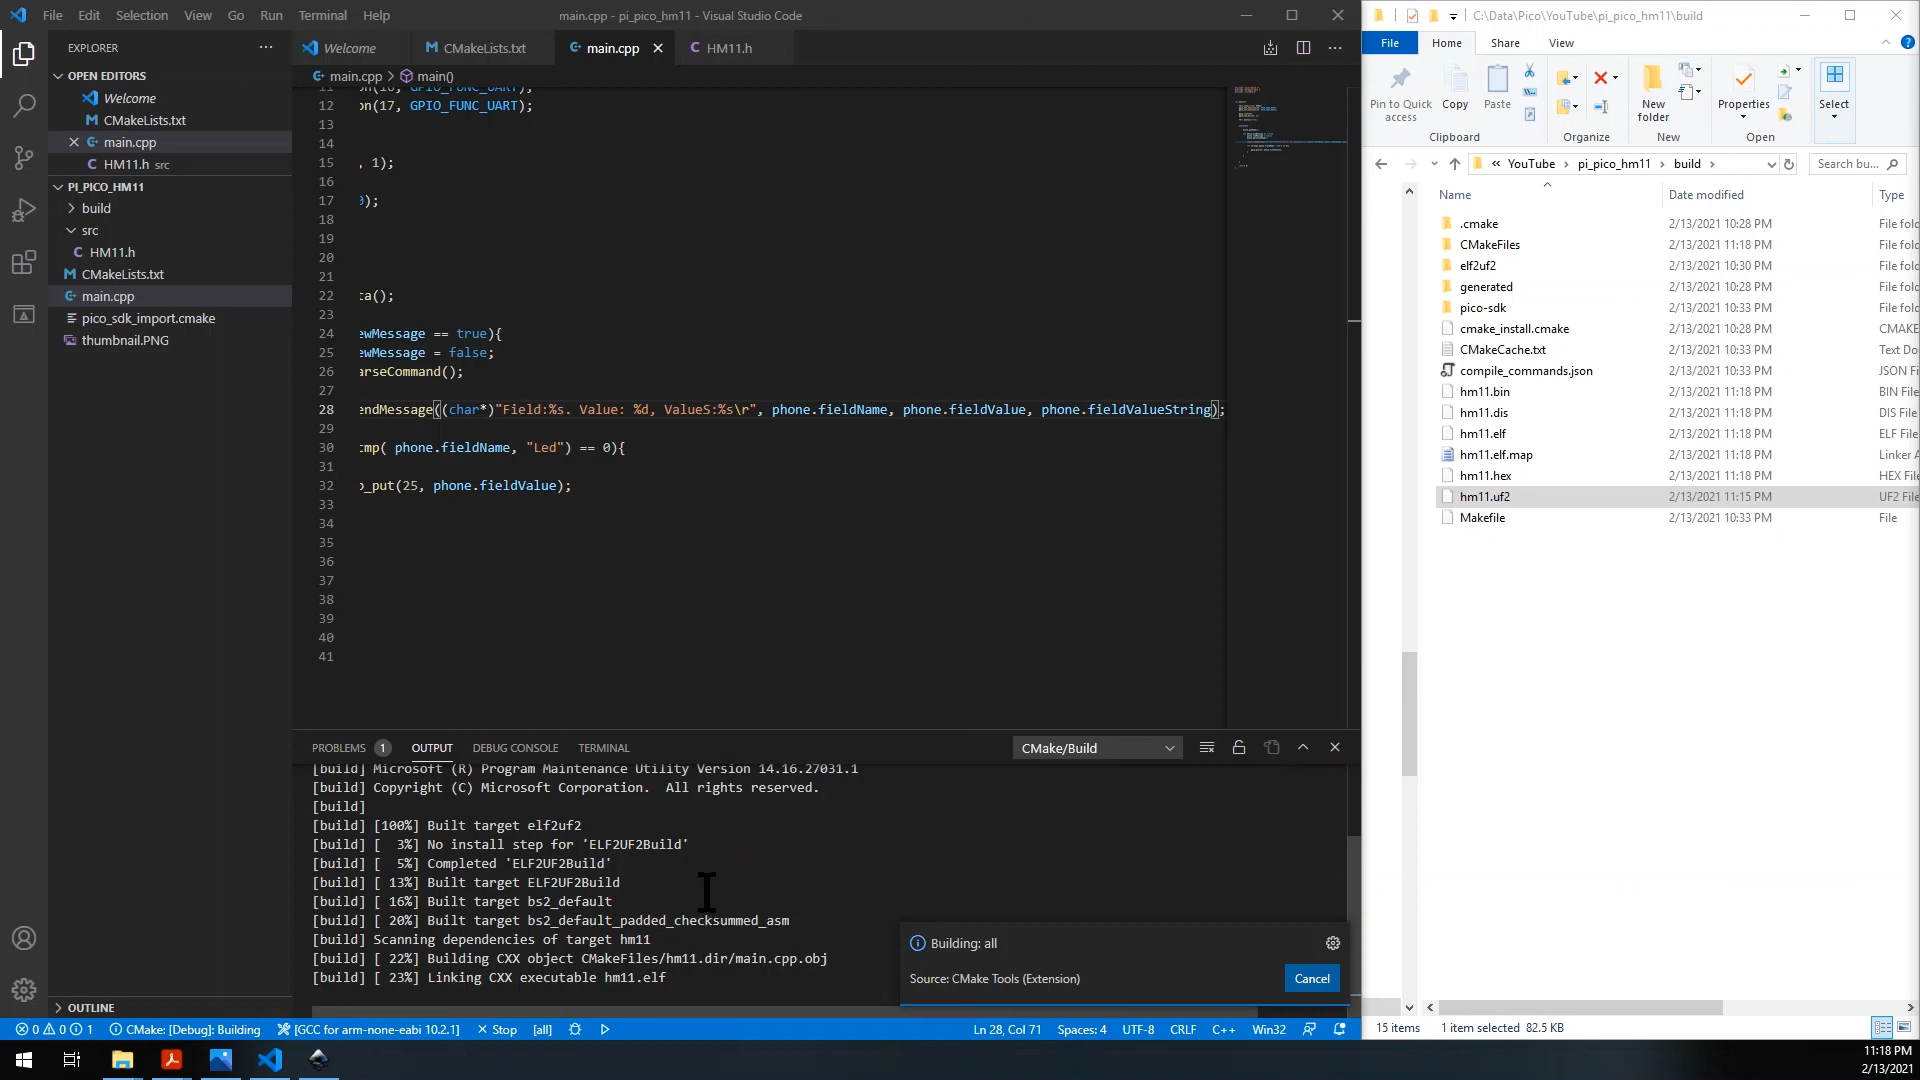 File Edit Selection View Go Run Terminal Help
main.cpp - pi_pico_hm11 - Visual Studio Code
EXPLORER
OPEN EDITORS
Welcome
CMakeLists.txt
main.cpp
HM11.h src
PI_PICO_HM11
build
src
HM11.h
CMakeLists.txt
main.cpp
pico_sdk_import.cmake
thumbnail.PNG
OUTLINE
Welcome CMakeLists.txt main.cpp HM11.h
main.cpp > main()
11 on(16, GPIO_FUNC_UART);
12 on(17, GPIO_FUNC_UART);
13
14
15 , 1);
16
17 0);
18
19
20
21
22 ta();
23
24 ewMessage == true){
25 ewMessage = false;
26 arseCommand();
27
28 endMessage((char*)"Field:%s. Value: %d, ValueS:%s\r", phone.fieldName, phone.fieldValue, phone.fieldValueString);
29
30 cmp( phone.fieldName, "Led") == 0){
31
32 o_put(25, phone.fieldValue);
33
34
35
36
37
38
39
40
41
PROBLEMS 1 OUTPUT DEBUG CONSOLE TERMINAL
CMake/Build
[build] Microsoft (R) Program Maintenance Utility Version 14.16.27031.1
[build] Copyright (C) Microsoft Corporation.  All rights reserved.
[build]
[build] [100%] Built target elf2uf2
[build] [  3%] No install step for 'ELF2UF2Build'
[build] [  5%] Completed 'ELF2UF2Build'
[build] [ 13%] Built target ELF2UF2Build
[build] [ 16%] Built target bs2_default
[build] [ 20%] Built target bs2_default_padded_checksummed_asm
[build] Scanning dependencies of target hm11
[build] [ 22%] Building CXX object CMakeFiles/hm11.dir/main.cpp.obj
[build] [ 23%] Linking CXX executable hm11.elf
Building: all
Source: CMake Tools (Extension)
Cancel
0 0 1 CMake: [Debug]: Building [GCC for arm-none-eabi 10.2.1] Stop [all]
Ln 28, Col 71 Spaces: 4 UTF-8 CRLF C++ Win32
C:\Data\Pico\YouTube\pi_pico_hm11\build
File Home Share View
Pin to Quick access
Copy
Paste
New folder
Properties
Select
Clipboard Organize New Open
« YouTube > pi_pico_hm11 > build >
Search bu...
Name Date modified Type
.cmake 2/13/2021 10:28 PM File fold
CMakeFiles 2/13/2021 11:18 PM File fold
elf2uf2 2/13/2021 10:30 PM File fold
generated 2/13/2021 10:28 PM File fold
pico-sdk 2/13/2021 10:33 PM File fold
cmake_install.cmake 2/13/2021 10:28 PM CMAKE
CMakeCache.txt 2/13/2021 10:33 PM Text Do
compile_commands.json 2/13/2021 10:33 PM JSON Fi
hm11.bin 2/13/2021 11:18 PM BIN File
hm11.dis 2/13/2021 11:18 PM DIS File
hm11.elf 2/13/2021 11:18 PM ELF File
hm11.elf.map 2/13/2021 11:18 PM Linker A
hm11.hex 2/13/2021 11:18 PM HEX File
hm11.uf2 2/13/2021 11:15 PM UF2 File
Makefile 2/13/2021 10:33 PM File
15 items 1 item selected 82.5 KB
11:18 PM
2/13/2021